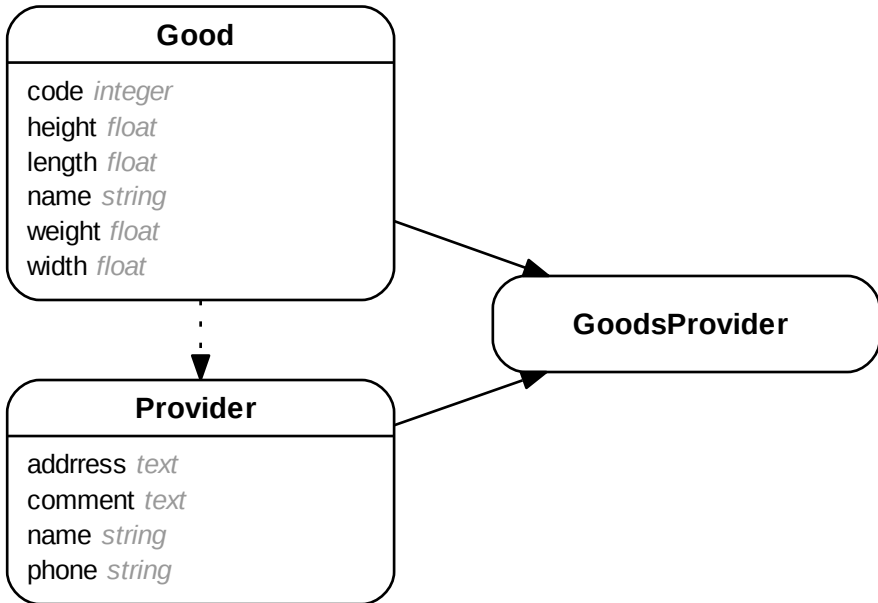 Good
code integer
height float
length float
name string
weight float
width float
GoodsProvider
Provider
addrress text
comment text
name string
phone string